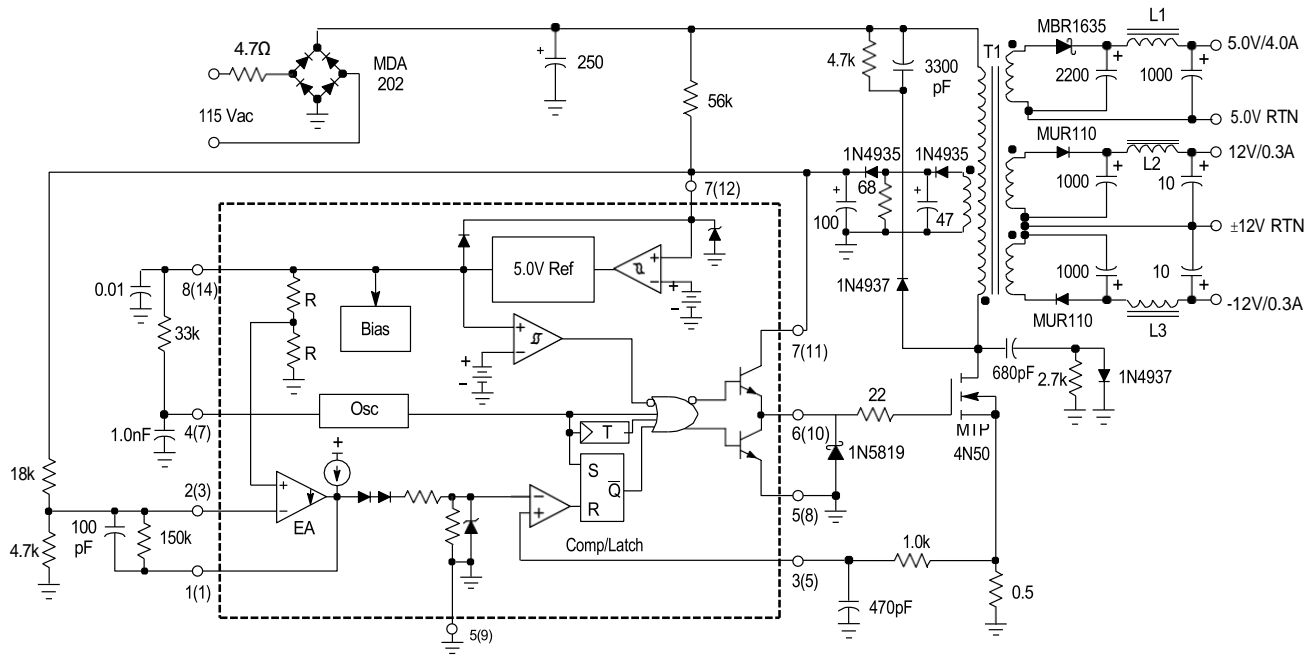 4.7Ω
MDA
202
115 Vac
+
250
56k
4.7k
3300
pF
T1
MBR1635
L1
5.0V/4.0A
+
2200
+
1000
5.0V RTN
MUR110
L2
12V/0.3A
1000
+
10
+
±12V RTN
1000
+
10
+
MUR110
L3
-12V/0.3A
1N4935
1N4935
+
100
68
+
47
1N4937
7(12)
0.01
8(14)
33k
R
R
Bias
5.0V Ref
+
–
+
–
+
–
+
–
7(11)
Osc
4(7)
1.0nF
T
S
R
Q̅
22
6(10)
1N5819
5(8)
MTP
4N50
680pF
2.7k
1N4937
18k
2(3)
4.7k
100
pF
150k
1(1)
+
–
EA
+
–
+
Comp/Latch
5(9)
3(5)
1.0k
470pF
0.5